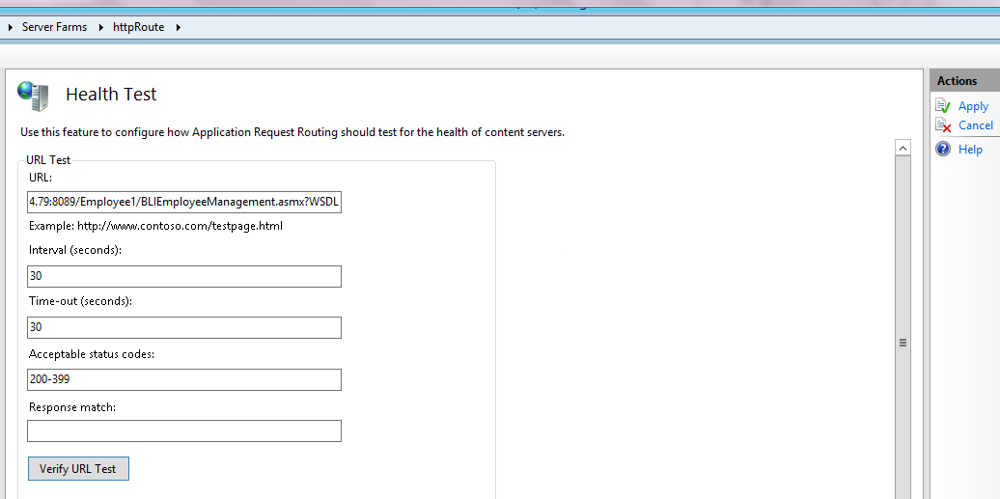 Server Farms httpRoute
Health Test
Use this feature to configure how Application Request Routing should test for the health of content servers.
URL Test
URL:
4.79:8089/Employee1/BLIEmployeeManagement.asmx?WSDL
Example: http://www.contoso.com/testpage.html
Interval (seconds):
30
Time-out (seconds):
30
Acceptable status codes:
200-399
Response match:
Verify URL Test
Actions
Apply
Cancel
Help